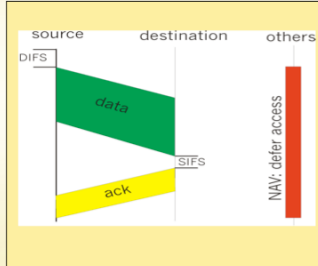 source destination others
DIFS
data
SIFS
ack
NAV: defer access